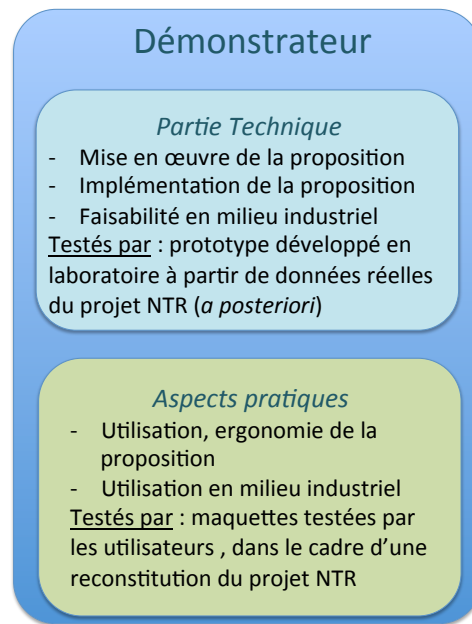 Démonstrateur
Partie Technique
- Mise en œuvre de la proposition
- Implémentation de la proposition
- Faisabilité en milieu industriel
Testés par : prototype développé en
laboratoire à partir de données réelles
du projet NTR (a posteriori)
Aspects pratiques
- Utilisation, ergonomie de la
proposition
- Utilisation en milieu industriel
Testés par : maquettes testées par
les utilisateurs , dans le cadre d’une
reconstitution du projet NTR